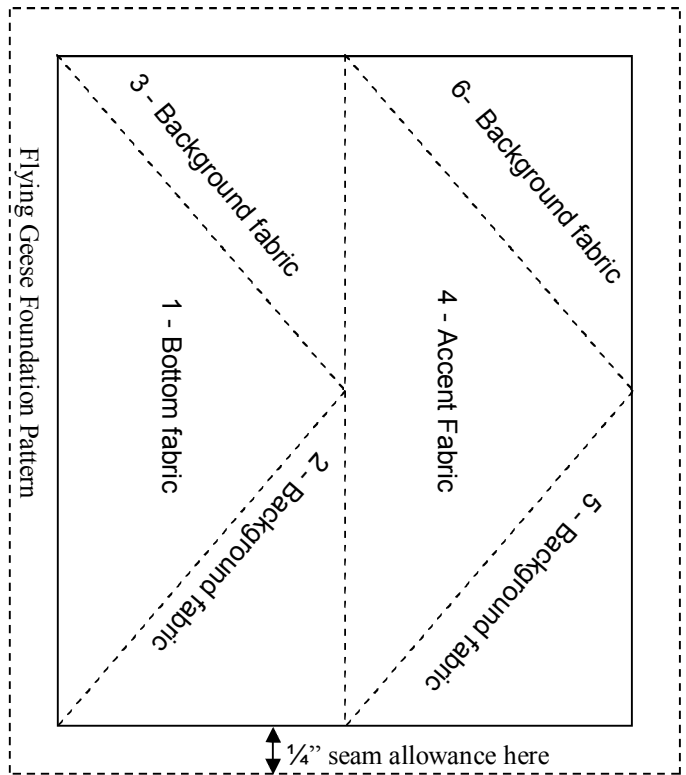 Flying Geese Foundation Pattern
3 - Background fabric
6- Background fabric
1 - Bottom fabric
4 - Accent Fabric
2 - Background fabric
5 - Background fabric
¼” seam allowance here